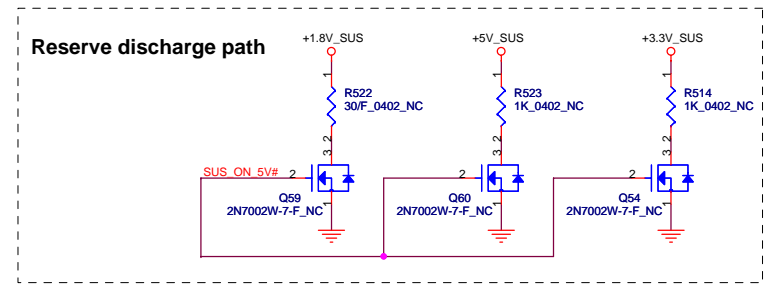 Reserve discharge path
+1.8V_SUS
+5V_SUS
+3.3V_SUS
1
1
1
R522
30/F_0402_NC
R523
1K_0402_NC
R514
1K_0402_NC
2
2
2
3
3
3
SUS_ON_5V#
2
2
2
1
1
1
Q59
2N7002W-7-F_NC
Q60
2N7002W-7-F_NC
Q54
2N7002W-7-F_NC